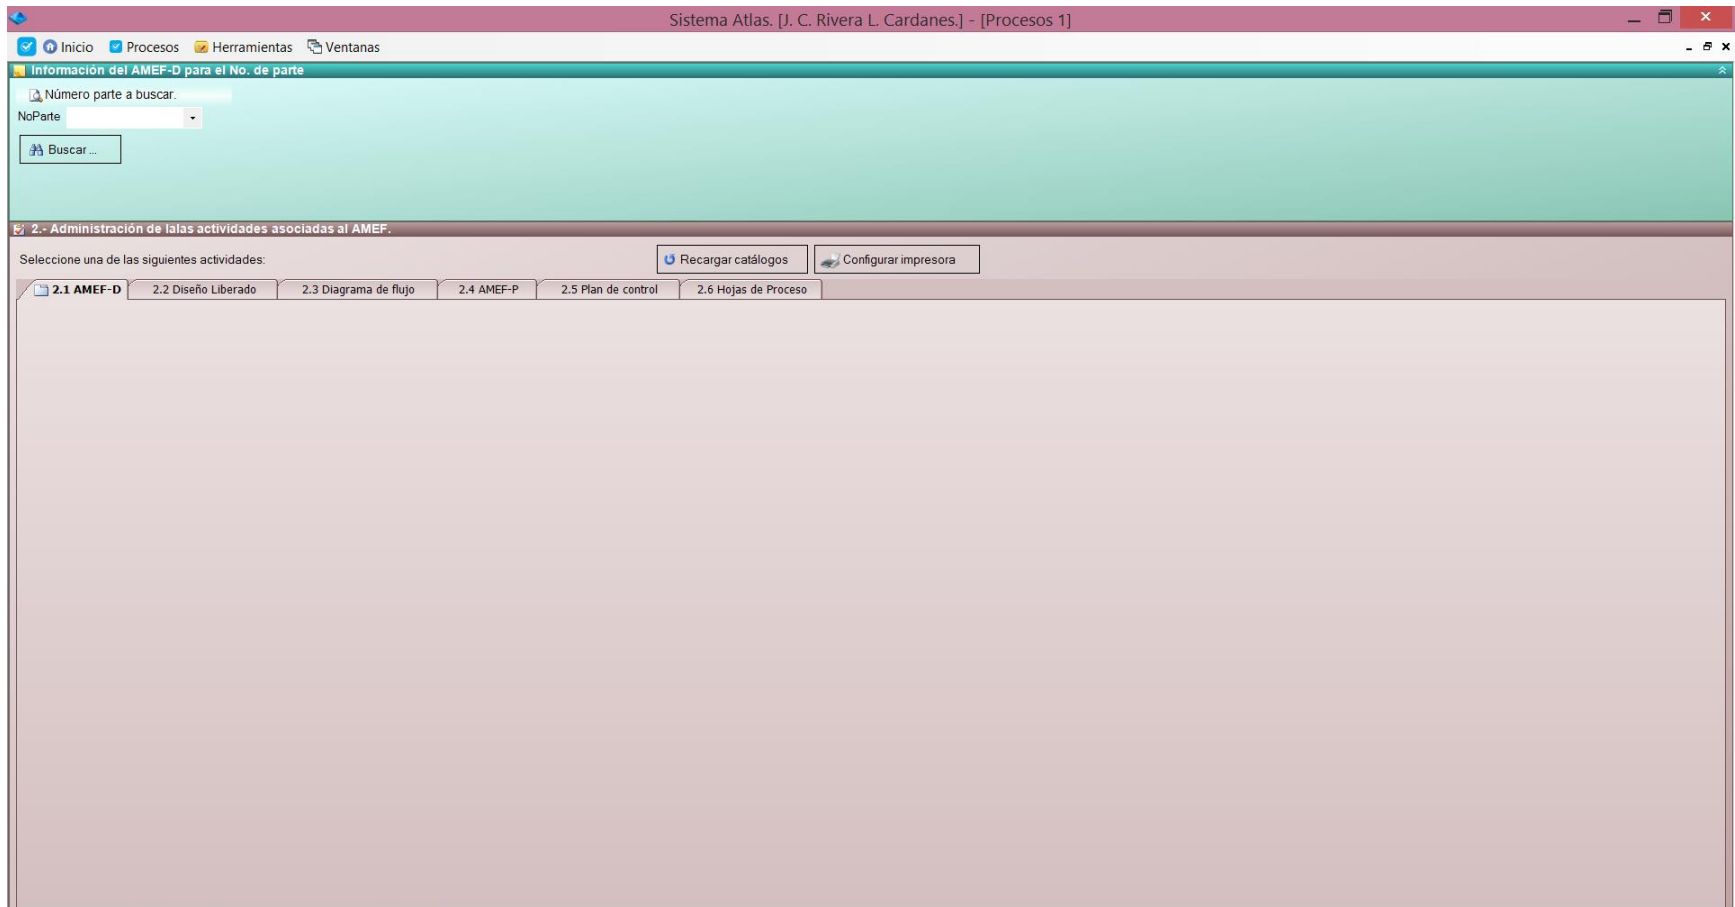 Sistema Atlas. [J. C. Rivera L. Cardanes.] - [Procesos 1]
Inicio Procesos Herramientas Ventanas
Información del AMEF-D para el No. de parte
Número parte a buscar.
NoParte
Buscar ...
2.- Administración de lalas actividades asociadas al AMEF.
Seleccione una de las siguientes actividades: Recargar catálogos Configurar impresora
2.1 AMEF-D 2.2 Diseño Liberado 2.3 Diagrama de flujo 2.4 AMEF-P 2.5 Plan de control 2.6 Hojas de Proceso